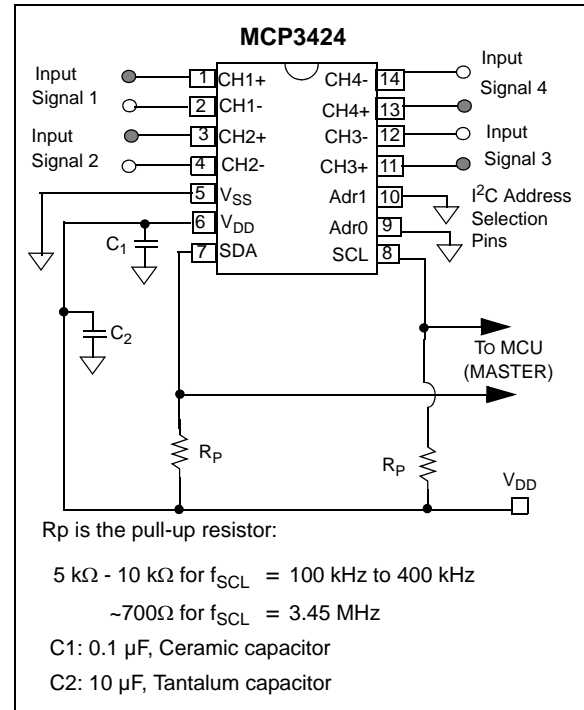 MCP3424
Input
Signal 1
Input
Signal 2
1 CH1+
2 CH1-
3 CH2+
4 CH2-
5 VSS
6 VDD
7 SDA
CH4- 14
CH4+ 13
CH3- 12
CH3+ 11
Adr1 10
Adr0 9
SCL 8
Input
Signal 4
Input
Signal 3
I2C Address
Selection
Pins
C1
C2
TO MCU
(MASTER)
RP
RP
VDD
Rp is the pull-up resistor:
5 kΩ - 10 kΩ for fSCL = 100 kHz to 400 kHz
~700Ω for fSCL = 3.45 MHz
C1: 0.1 µF, Ceramic capacitor
C2: 10 µF, Tantalum capacitor